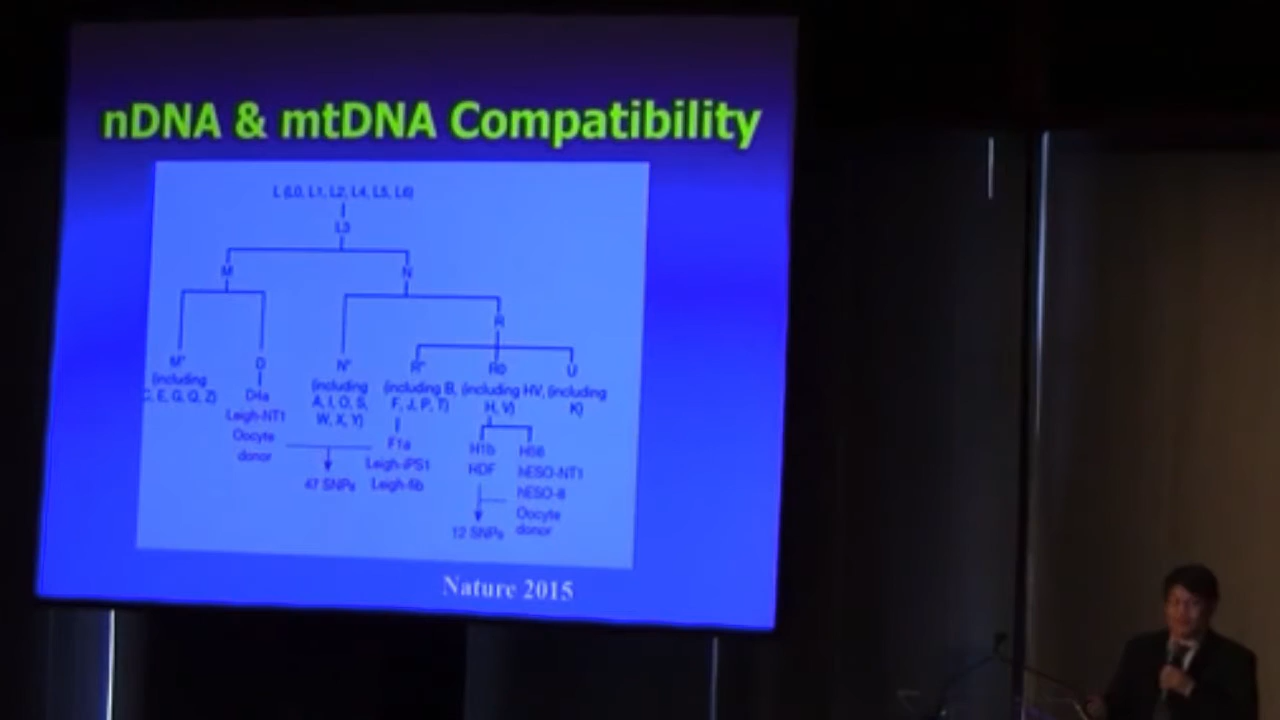 nDNA & mtDNA Compatibility
L (L0, L1, L2, L4, L5, L6)
L3
M N
R
M* D N* R* R0 U
(including
C, E, G, Q, Z)
D4a
Leigh-NT1
Oocyte
donor
(including
A, I, O, S,
W, X, Y)
(including B,
F, J, P, T)
F1a
Leigh-iPS1
Leigh-fib
47 SNPs
(including HV,
H, V)
(including
K)
H1b
HDF
12 SNPs
hESO-NT1
hESO-8
Oocyte
donor
Nature 2015